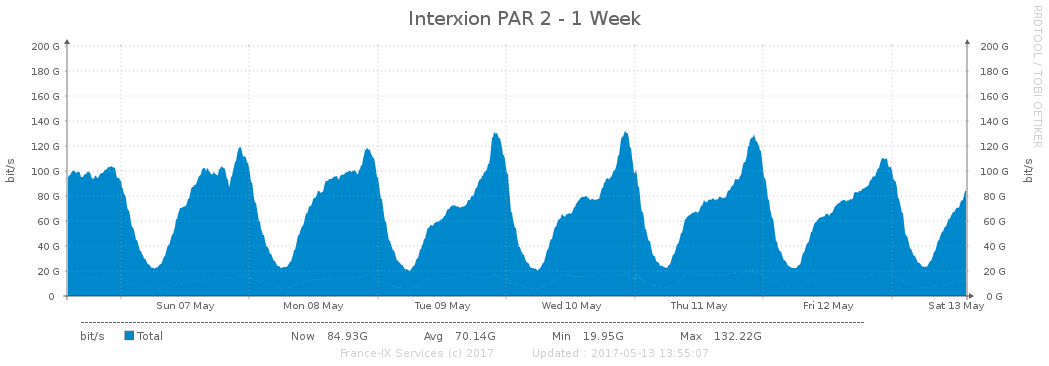 Interxion PAR 2 - 1 Week
RRDTOOL / TOBI OETIKER
200 G 200 G
180 G 180 G
160 G 160 G
140 G 140 G
120 G 120 G
100 G 100 G
80 G 80 G
60 G 60 G
40 G 40 G
20 G 20 G
0 0 G
bit/s
bit/s
Sun 07 May Mon 08 May Tue 09 May Wed 10 May Thu 11 May Fri 12 May Sat 13 May
bit/s Total Now 84.93G Avg 70.14G Min 19.95G Max 132.22G
France-IX Services (c) 2017 Updated : 2017-05-13 13:55:07